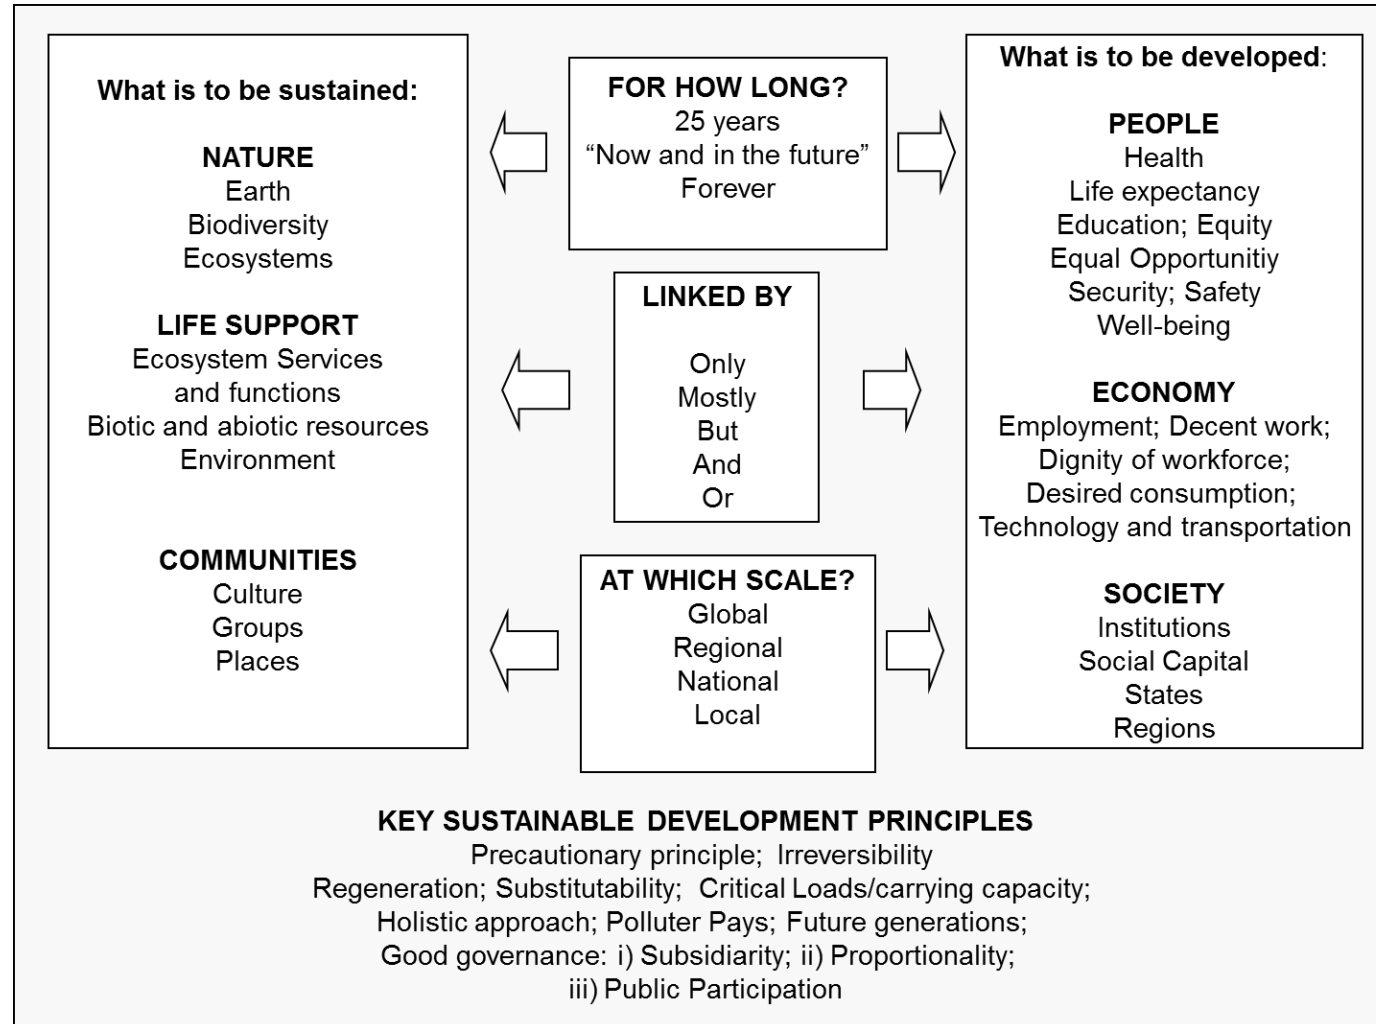 What is to be sustained:
NATURE
Earth
Biodiversity
Ecosystems
LIFE SUPPORT
Ecosystem Services
and functions
Biotic and abiotic resources
Environment
COMMUNITIES
Culture
Groups
Places
FOR HOW LONG?
25 years
“Now and in the future”
Forever
LINKED BY
Only
Mostly
But
And
Or
AT WHICH SCALE?
Global
Regional
National
Local
What is to be developed:
PEOPLE
Health
Life expectancy
Education; Equity
Equal Opportunitiy
Security; Safety
Well-being
ECONOMY
Employment; Decent work;
Dignity of workforce;
Desired consumption;
Technology and transportation
SOCIETY
Institutions
Social Capital
States
Regions
KEY SUSTAINABLE DEVELOPMENT PRINCIPLES
Precautionary principle; Irreversibility
Regeneration; Substitutability; Critical Loads/carrying capacity;
Holistic approach; Polluter Pays; Future generations;
Good governance: i) Subsidiarity; ii) Proportionality;
iii) Public Participation